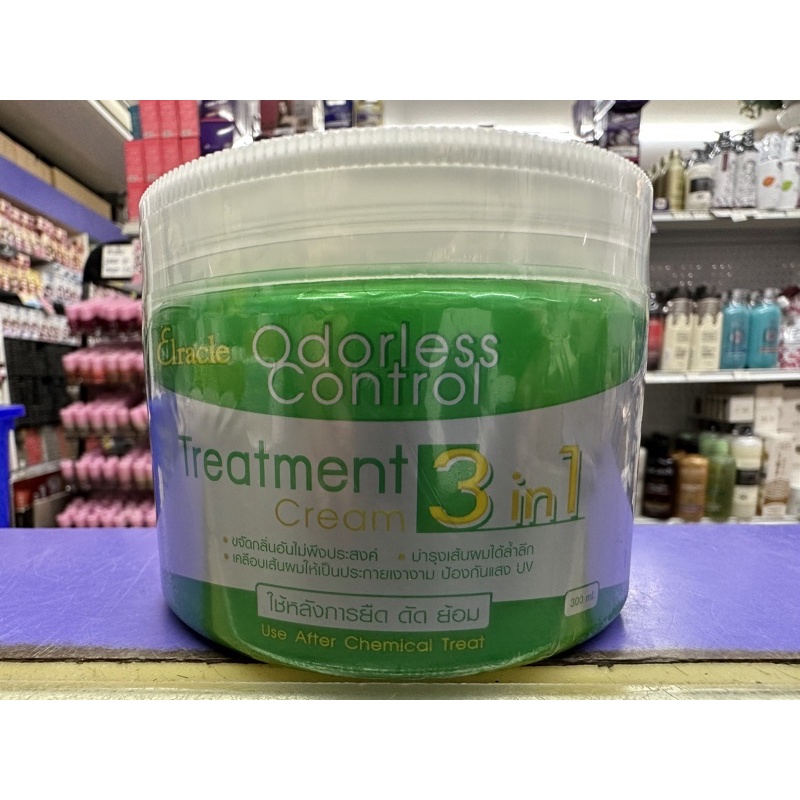 Elracle
Odorless
Control
Treatment 3 in 1
Cream
• ขจัดกลิ่นอันไม่พึงประสงค์ • บำรุงเส้นผมได้ล้ำลึก
• เคลือบเส้นผมให้เป็นประกายเงางาม ป้องกันแสง UV
ใช้หลังการยืด ดัด ย้อม
300 ml.
Use After Chemical Treat